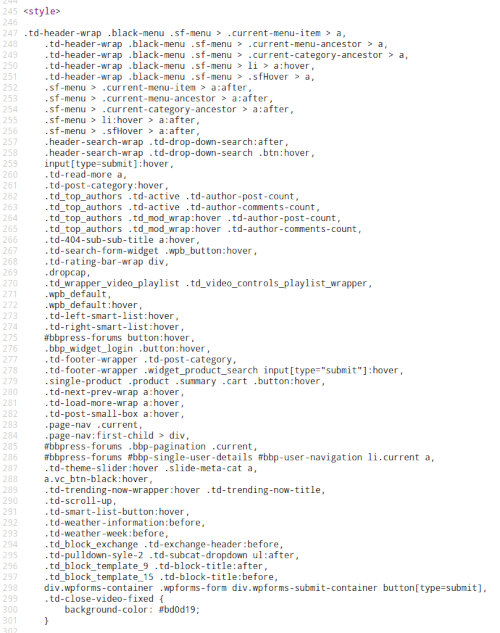 244
245 <style>
246
247 .td-header-wrap .black-menu .sf-menu > .current-menu-item > a,
248 .td-header-wrap .black-menu .sf-menu > .current-menu-ancestor > a,
249 .td-header-wrap .black-menu .sf-menu > .current-category-ancestor > a,
250 .td-header-wrap .black-menu .sf-menu > li > a:hover,
251 .td-header-wrap .black-menu .sf-menu > .sfHover > a,
252 .sf-menu > .current-menu-item > a:after,
253 .sf-menu > .current-menu-ancestor > a:after,
254 .sf-menu > .current-category-ancestor > a:after,
255 .sf-menu > li:hover > a:after,
256 .sf-menu > .sfHover > a:after,
257 .header-search-wrap .td-drop-down-search:after,
258 .header-search-wrap .td-drop-down-search .btn:hover,
259 input[type=submit]:hover,
260 .td-read-more a,
261 .td-post-category:hover,
262 .td_top_authors .td-active .td-author-post-count,
263 .td_top_authors .td-active .td-author-comments-count,
264 .td_top_authors .td_mod_wrap:hover .td-author-post-count,
265 .td_top_authors .td_mod_wrap:hover .td-author-comments-count,
266 .td-404-sub-sub-title a:hover,
267 .td-search-form-widget .wpb_button:hover,
268 .td-rating-bar-wrap div,
269 .dropcap,
270 .td_wrapper_video_playlist .td_video_controls_playlist_wrapper,
271 .wpb_default,
272 .wpb_default:hover,
273 .td-left-smart-list:hover,
274 .td-right-smart-list:hover,
275 #bbpress-forums button:hover,
276 .bbp_widget_login .button:hover,
277 .td-footer-wrapper .td-post-category,
278 .td-footer-wrapper .widget_product_search input[type="submit"]:hover,
279 .single-product .product .summary .cart .button:hover,
280 .td-next-prev-wrap a:hover,
281 .td-load-more-wrap a:hover,
282 .td-post-small-box a:hover,
283 .page-nav .current,
284 .page-nav:first-child > div,
285 #bbpress-forums .bbp-pagination .current,
286 #bbpress-forums #bbp-single-user-details #bbp-user-navigation li.current a,
287 .td-theme-slider:hover .slide-meta-cat a,
288 a.vc_btn-black:hover,
289 .td-trending-now-wrapper:hover .td-trending-now-title,
290 .td-scroll-up,
291 .td-smart-list-button:hover,
292 .td-weather-information:before,
293 .td-weather-week:before,
294 .td_block_exchange .td-exchange-header:before,
295 .td-pulldown-syle-2 .td-subcat-dropdown ul:after,
296 .td_block_template_9 .td-block-title:after,
297 .td_block_template_15 .td-block-title:before,
298 div.wpforms-container .wpforms-form div.wpforms-submit-container button[type=submit],
299 .td-close-video-fixed {
300 background-color: #bd0d19;
301 }
302